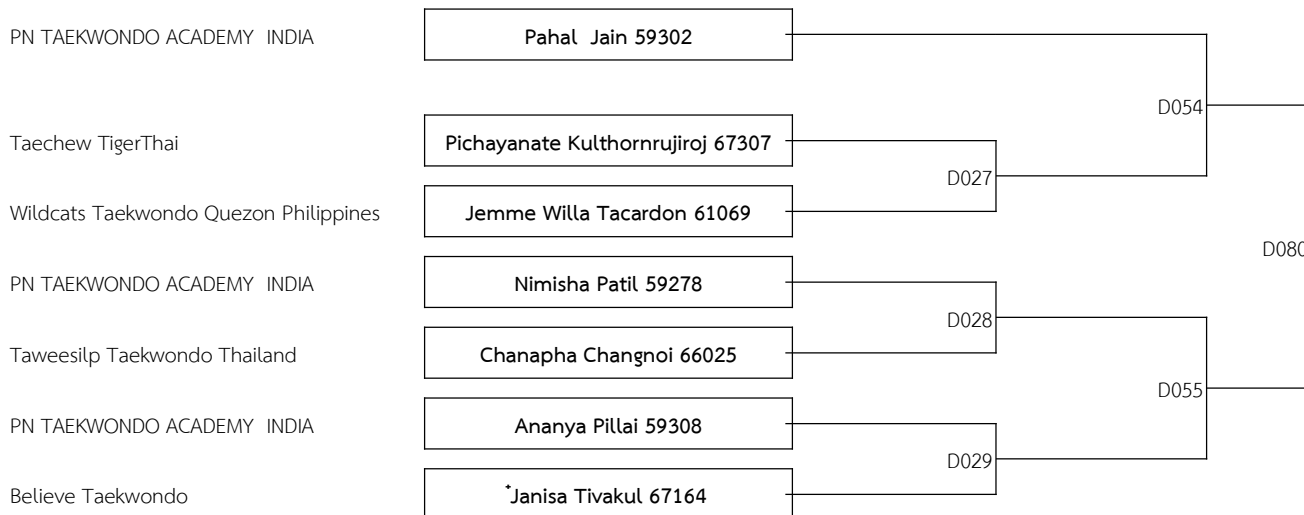 PN TAEKWONDO ACADEMY  INDIA
Pahal  Jain 59302
D054
Taechew TigerThai
Pichayanate Kulthornrujiroj 67307
D027
Wildcats Taekwondo Quezon Philippines
Jemme Willa Tacardon 61069
D080
PN TAEKWONDO ACADEMY  INDIA
Nimisha Patil 59278
D028
Taweesilp Taekwondo Thailand
Chanapha Changnoi 66025
D055
PN TAEKWONDO ACADEMY  INDIA
Ananya Pillai 59308
D029
Believe Taekwondo
๋Janisa Tivakul 67164